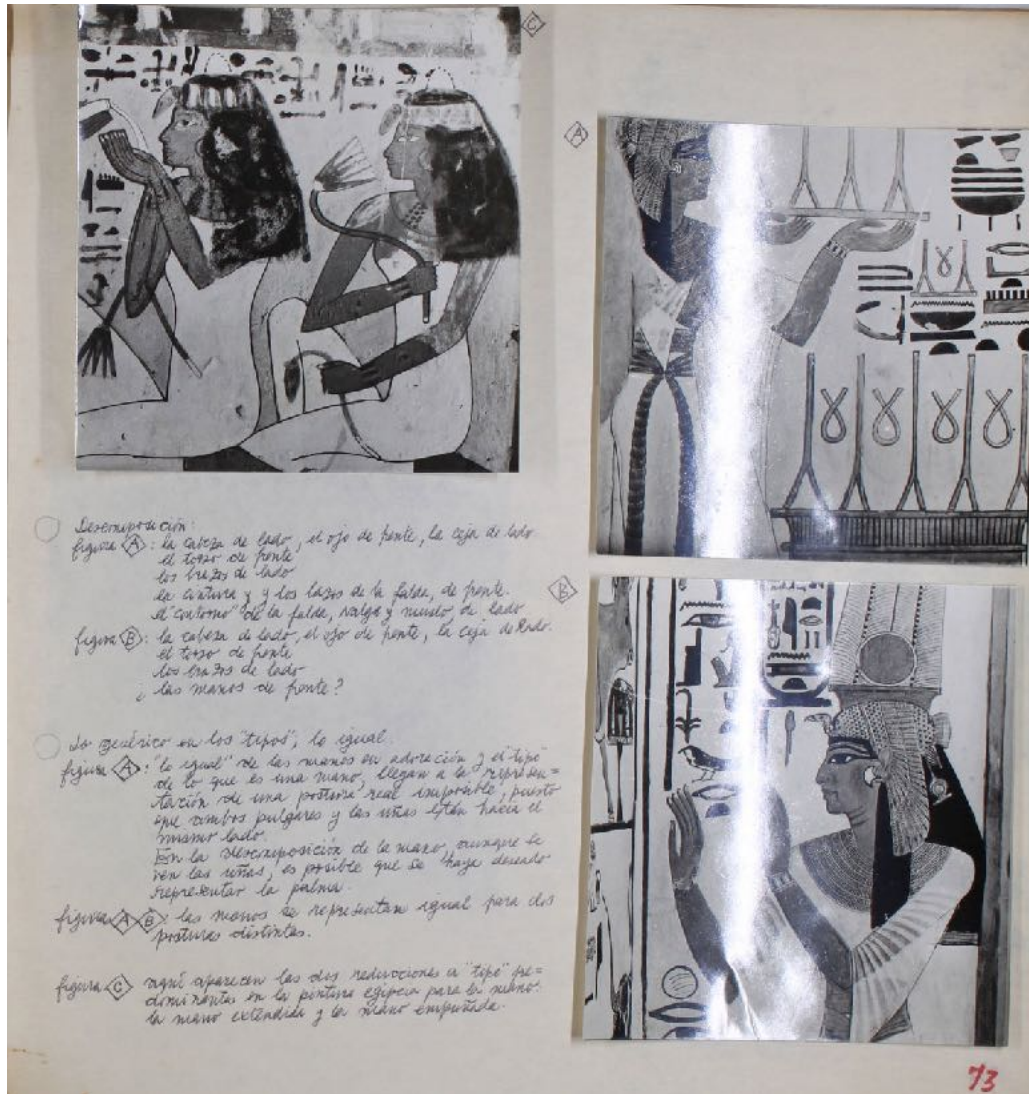 C
A
B
Descomposición:
figura A: la cabeza de lado, el ojo de frente, la ceja de lado.
el torso de frente
los brazos de lado
la cintura y y los lazos de la falda, de frente.
el "contorno" de la falda, nalga y muslo, de lado
figura B: la cabeza de lado, el ojo de frente, la ceja de lado.
el torso de frente
los brazos de lado
¿las manos de frente?
Lo genérico en los "tipos", lo igual.
figura A: "lo igual" de las manos en adoración y el "tipo"
de lo que es una mano, llegan a la represen=
tación de una postura real imposible, puesto
que ambos pulgares y las uñas están hacia el
mismo lado.
En la descomposición de la mano, aunque se
ven las uñas, es posible que se haya deseado
representar la palma.
figura A B: las manos se representan igual para dos
posturas distintas.
figura C aquí aparecen las dos reducciones a "tipo" pre=
dominantes en la pintura egipcia para la mano:
la mano extendida y la mano empuñada.
73